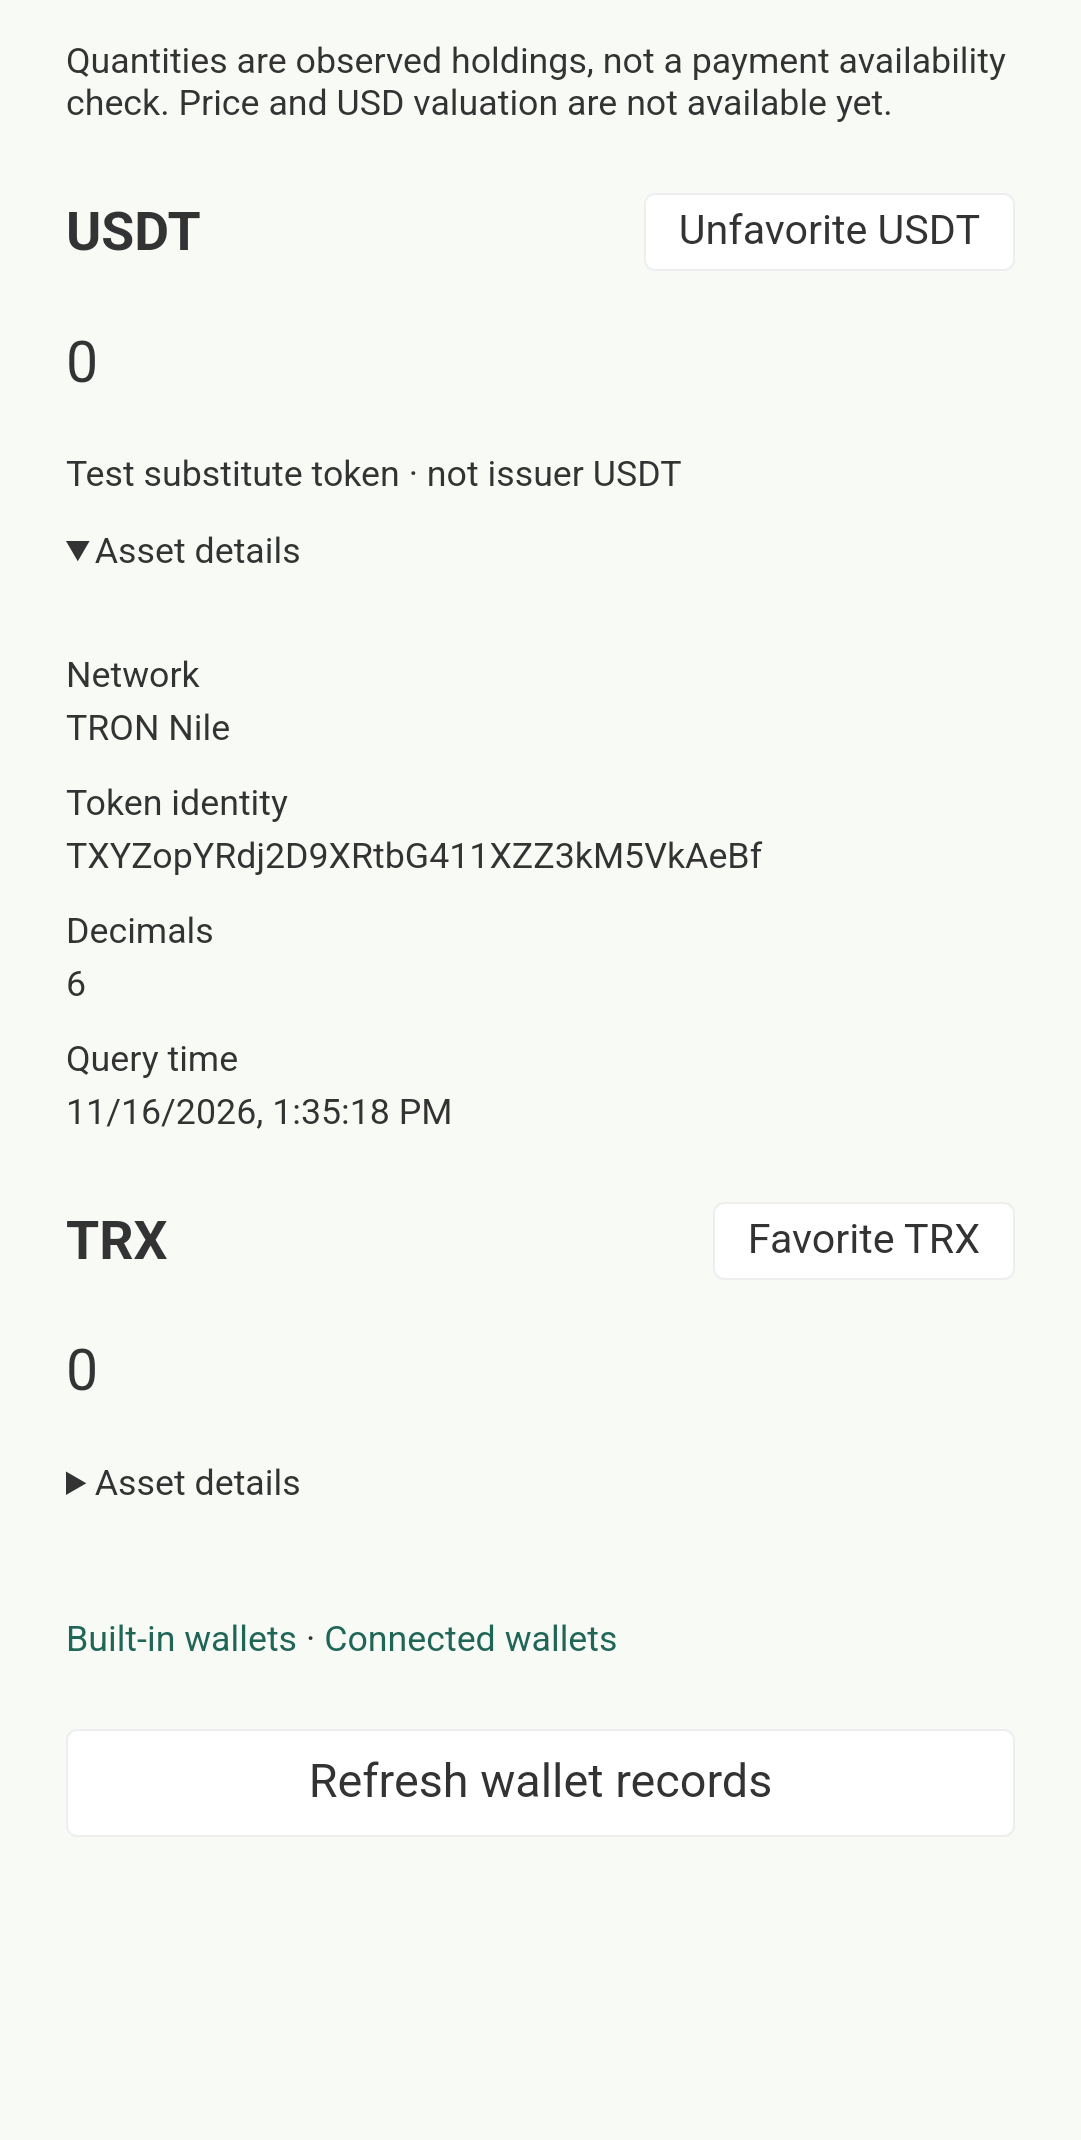 Quantities are observed holdings, not a payment availability
check. Price and USD valuation are not available yet.
USDT
Unfavorite USDT
0
Test substitute token · not issuer USDT
▼Asset details
Network
TRON Nile
Token identity
TXYZopYRdj2D9XRtbG411XZZ3kM5VkAeBf
Decimals
6
Query time
11/16/2026, 1:35:18 PM
TRX
Favorite TRX
0
▶ Asset details
Built-in wallets · Connected wallets
Refresh wallet records